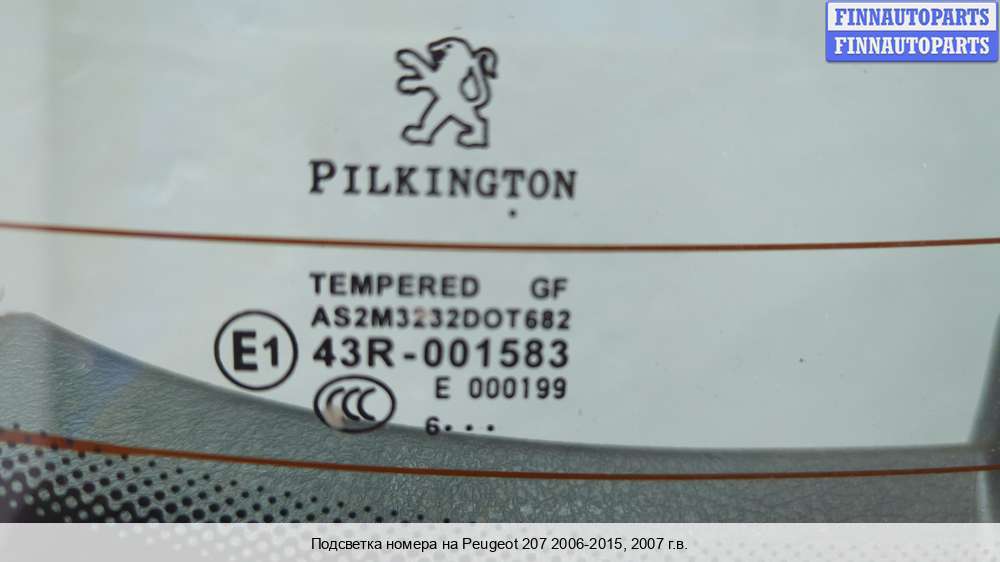 FINNAUTOPARTS
FINNAUTOPARTS
PILKINGTON
TEMPERED GF
AS2M3232DOT682
E1 43R-001583
E 000199
CCC
6...
Подсветка номера на Peugeot 207 2006-2015, 2007 г.в.